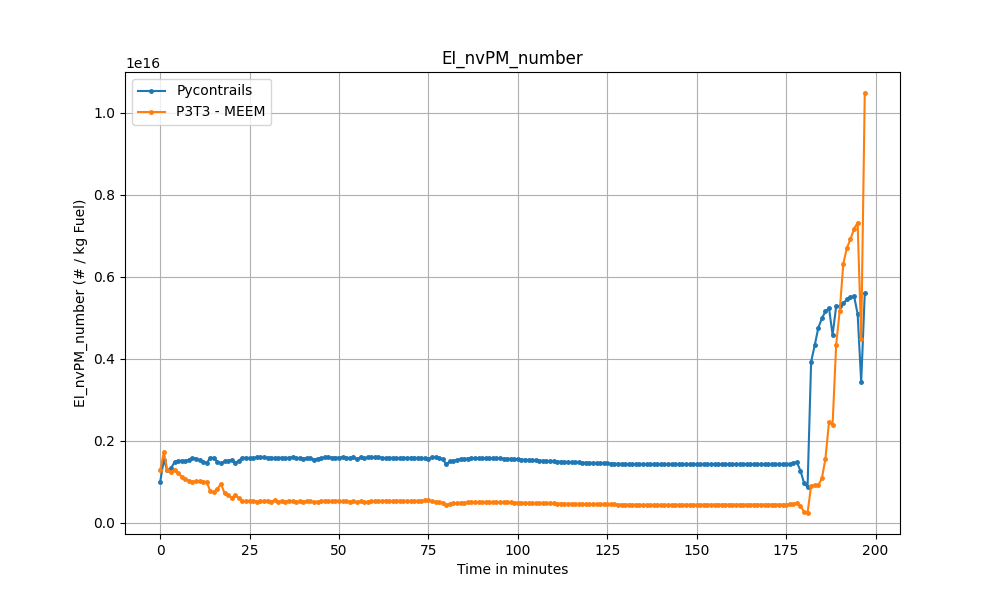 EI_nvPM_number
1e16
Pycontrails
P3T3 - MEEM
1.0
0.8
0.6
0.4
0.2
0.0
EI_nvPM_number (# / kg Fuel)
0 25 50 75 100 125 150 175 200
Time in minutes